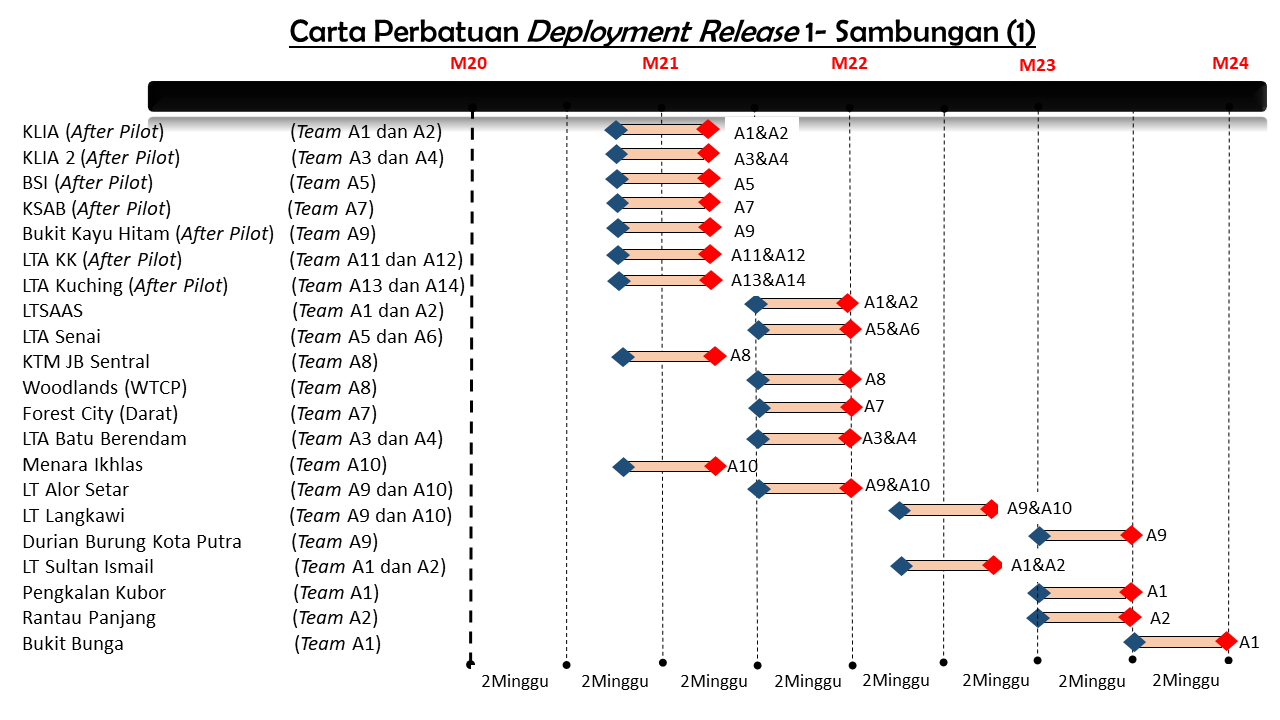 Carta Perbatuan Deployment Release 1- Sambungan (1)
M20 M21 M22 M23 M24
KLIA (After Pilot) (Team A1 dan A2) A1&A2
KLIA 2 (After Pilot) (Team A3 dan A4) A3&A4
BSI (After Pilot) (Team A5) A5
KSAB (After Pilot) (Team A7) A7
Bukit Kayu Hitam (After Pilot) (Team A9) A9
LTA KK (After Pilot) (Team A11 dan A12) A11&A12
LTA Kuching (After Pilot) (Team A13 dan A14) A13&A14
LTSAAS (Team A1 dan A2) A1&A2
LTA Senai (Team A5 dan A6) A5&A6
KTM JB Sentral (Team A8) A8
Woodlands (WTCP) (Team A8) A8
Forest City (Darat) (Team A7) A7
LTA Batu Berendam (Team A3 dan A4) A3&A4
Menara Ikhlas (Team A10) A10
LT Alor Setar (Team A9 dan A10) A9&A10
LT Langkawi (Team A9 dan A10) A9&A10
Durian Burung Kota Putra (Team A9) A9
LT Sultan Ismail (Team A1 dan A2) A1&A2
Pengkalan Kubor (Team A1) A1
Rantau Panjang (Team A2) A2
Bukit Bunga (Team A1) A1
2Minggu 2Minggu 2Minggu 2Minggu 2Minggu 2Minggu 2Minggu 2Minggu